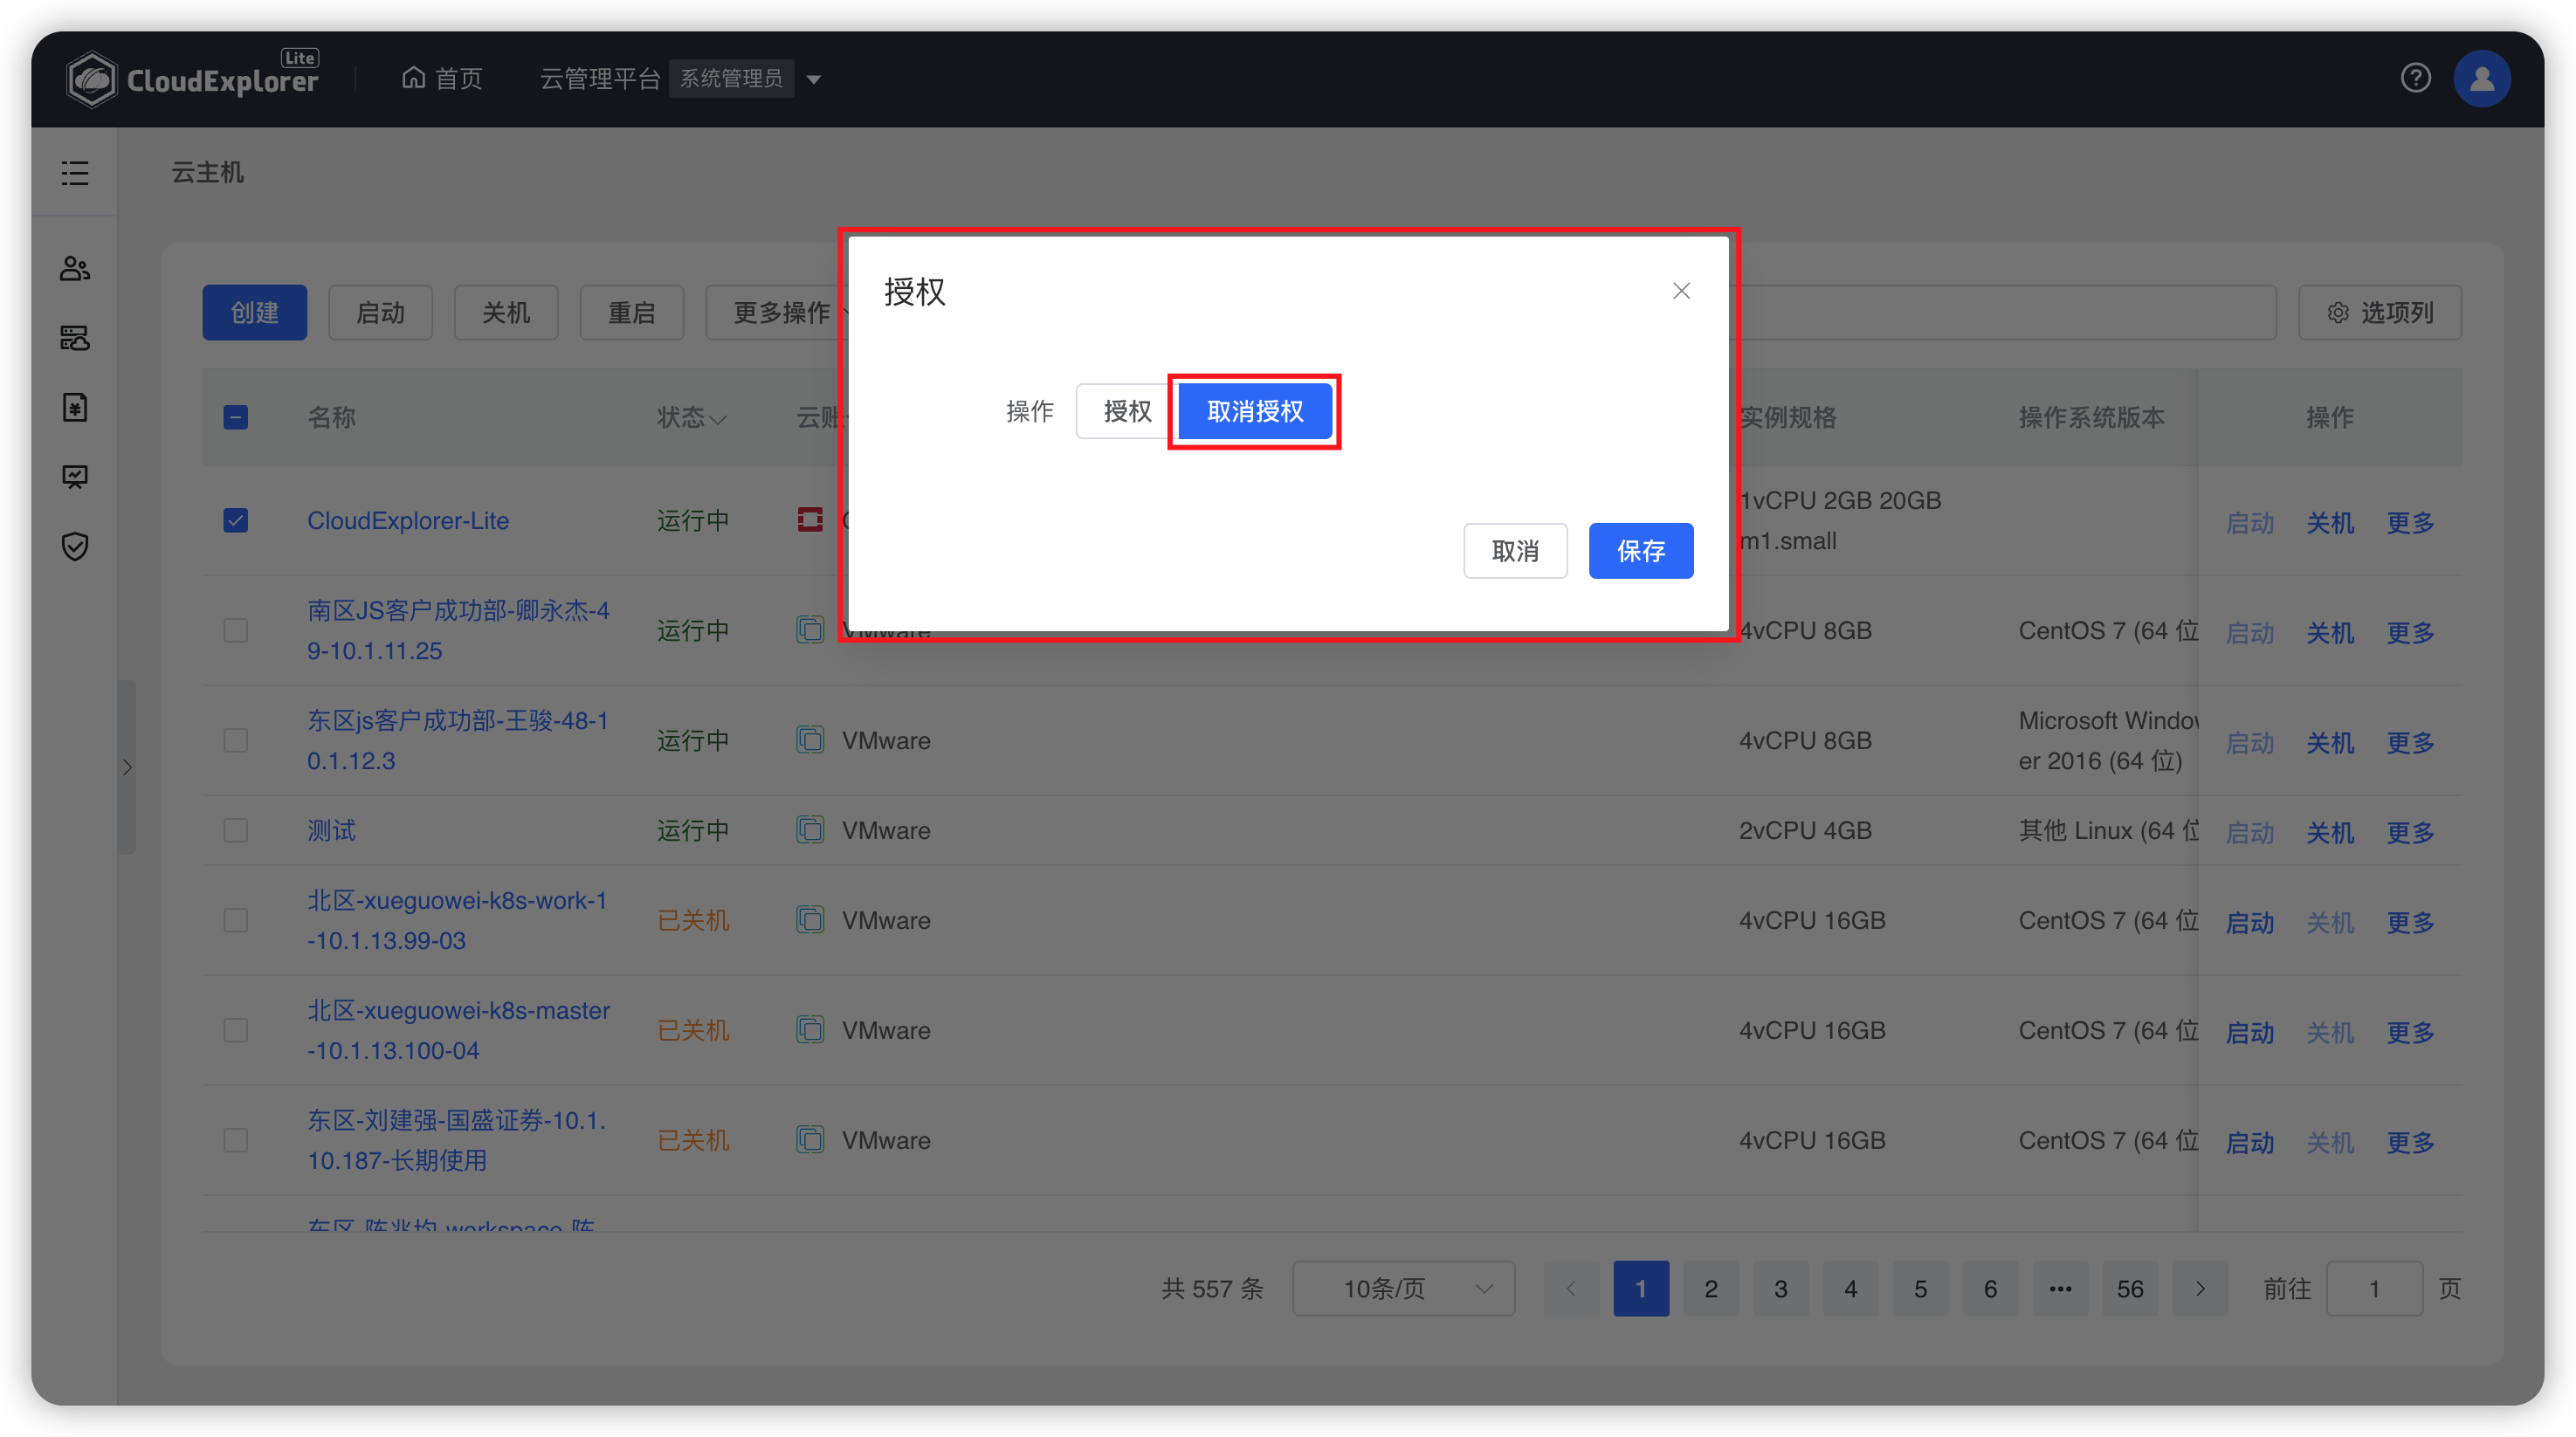 CloudExplorer Lite
首页
云管理平台 系统管理员
云主机
创建 启动 关机 重启 更多操作 选项列
授权
操作 授权 取消授权
取消 保存
名称 状态 实例规格 操作系统版本 操作
CloudExplorer-Lite 运行中 1vCPU 2GB 20GB 启动 关机 更多
m1.small
南区JS客户成功部-卿永杰-4 运行中 VMware 4vCPU 8GB CentOS 7 (64 位 启动 关机 更多
9-10.1.11.25
东区js客户成功部-王骏-48-1 运行中 VMware 4vCPU 8GB Microsoft Window 启动 关机 更多
0.1.12.3 er 2016 (64 位)
测试 运行中 VMware 2vCPU 4GB 其他 Linux (64 位 启动 关机 更多
北区-xueguowei-k8s-work-1 已关机 VMware 4vCPU 16GB CentOS 7 (64 位 启动 关机 更多
-10.1.13.99-03
北区-xueguowei-k8s-master 已关机 VMware 4vCPU 16GB CentOS 7 (64 位 启动 关机 更多
-10.1.13.100-04
东区-刘建强-国盛证券-10.1. 已关机 VMware 4vCPU 16GB CentOS 7 (64 位 启动 关机 更多
10.187-长期使用
东区-陈兆均-workspace-陈
共 557 条 10条/页 1 2 3 4 5 6 ••• 56 前往 1 页